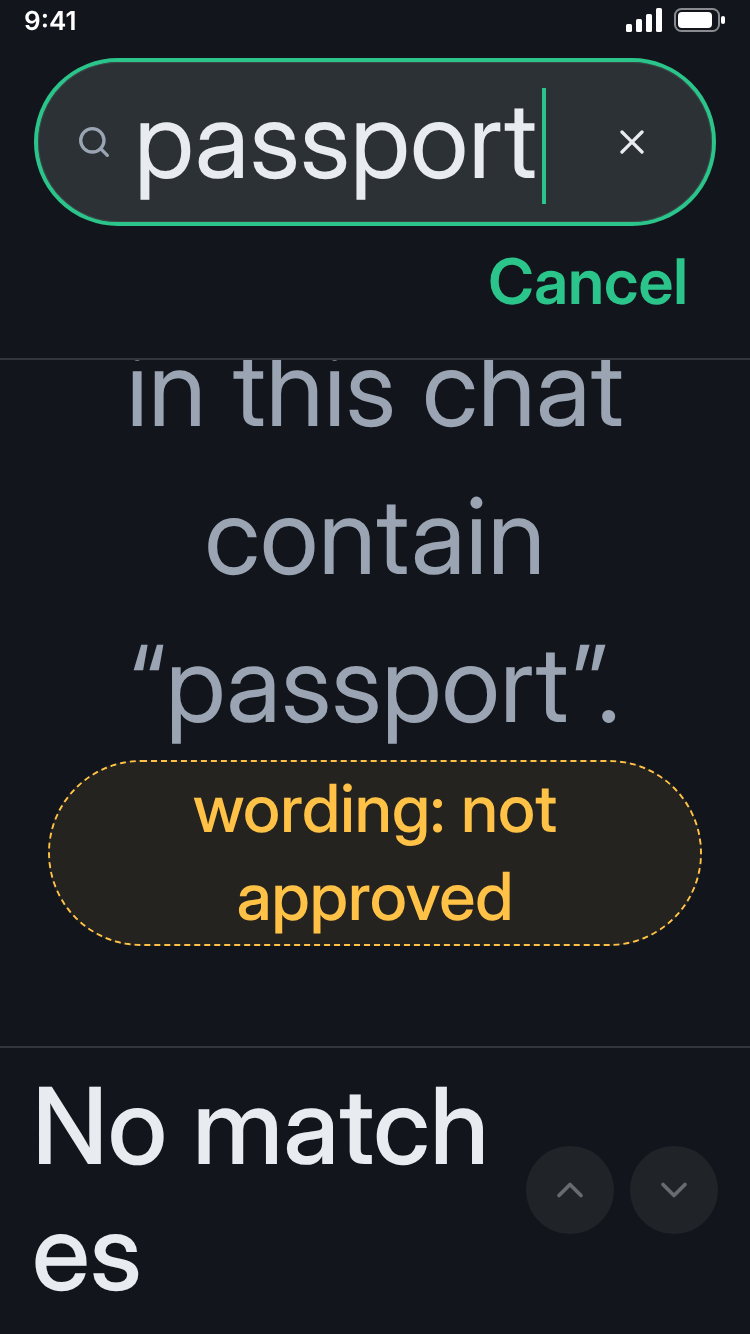 9:41
passport
Cancel
in this chat
contain
“passport”.
wording: not
approved
No match
es